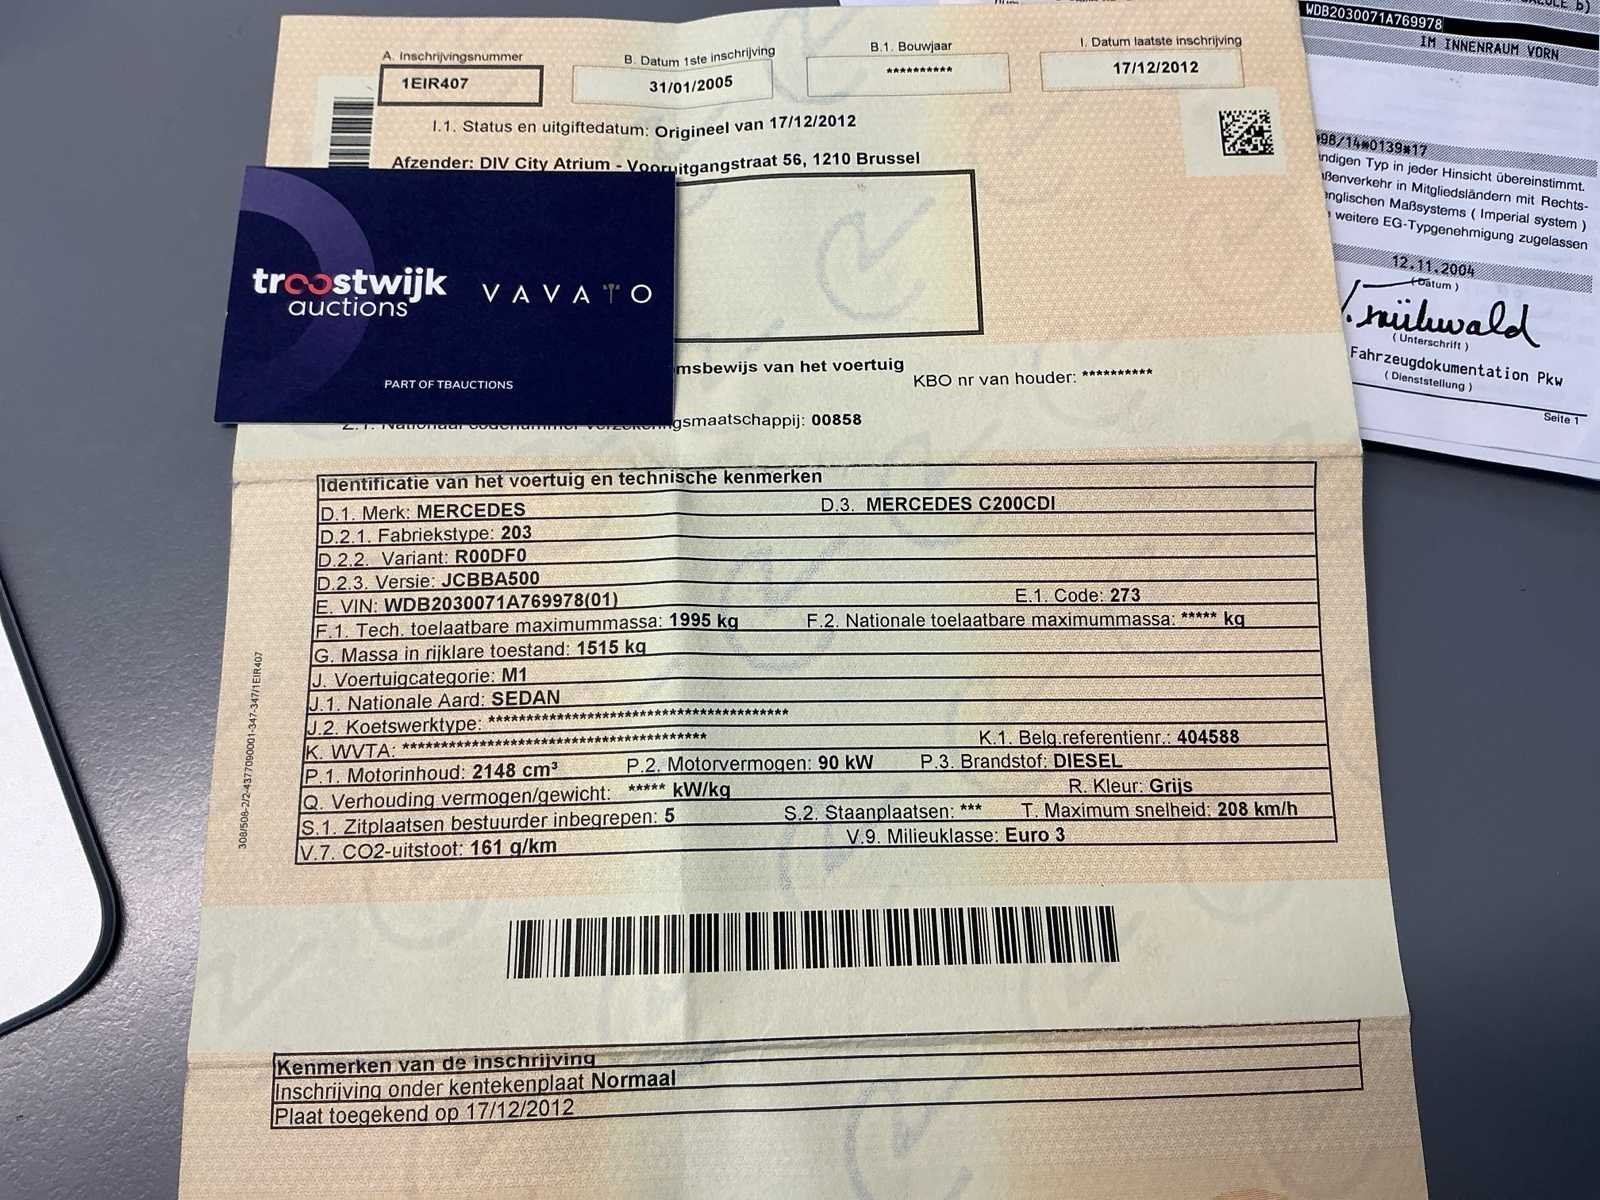 A. Inschrijvingsnummer
1EIR407
B. Datum 1ste inschrijving
31/01/2005
B.1. Bouwjaar
**********
I. Datum laatste inschrijving
17/12/2012
I.1. Status en uitgiftedatum: Origineel van 17/12/2012
Afzender: DIV City Atrium - Vooruitgangstraat 56, 1210 Brussel
troostwijk
auctions
VAVATO
PART OF TBAUCTIONS
msbewijs van het voertuig
KBO nr van houder: **********
Z.1. Nationaal codenummer verzekeringsmaatschappij: 00858
Identificatie van het voertuig en technische kenmerken
D.1. Merk: MERCEDES D.3. MERCEDES C200CDI
D.2.1. Fabriekstype: 203
D.2.2. Variant: R00DF0
D.2.3. Versie: JCBBA500
E. VIN: WDB2030071A769978(01) E.1. Code: 273
F.1. Tech. toelaatbare maximummassa: 1995 kg F.2. Nationale toelaatbare maximummassa: ***** kg
G. Massa in rijklare toestand: 1515 kg
J. Voertuigcategorie: M1
J.1. Nationale Aard: SEDAN
J.2. Koetswerktype: ***************************************
K. WVTA: *************************************** K.1. Belg.referentienr.: 404588
P.1. Motorinhoud: 2148 cm³ P.2. Motorvermogen: 90 kW P.3. Brandstof: DIESEL
Q. Verhouding vermogen/gewicht: ***** kW/kg R. Kleur: Grijs
S.1. Zitplaatsen bestuurder inbegrepen: 5 S.2. Staanplaatsen: *** T. Maximum snelheid: 208 km/h
V.7. CO2-uitstoot: 161 g/km V.9. Milieuklasse: Euro 3
308/508-2/2-4377090001-347-347/1EIR407
Kenmerken van de inschrijving
Inschrijving onder kentekenplaat Normaal
Plaat toegekend op 17/12/2012
WDB2030071A769978
IM INNENRAUM VORN
98/14*0139*17
ndigen Typ in jeder Hinsicht übereinstimmt.
ßenverkehr in Mitgliedsländern mit Rechts-
nglischen Maßsystems ( Imperial system )
weitere EG-Typgenehmigung zugelassen
12.11.2004
( Datum )
( Unterschrift )
Fahrzeugdokumentation Pkw
( Dienststellung )
Seite 1